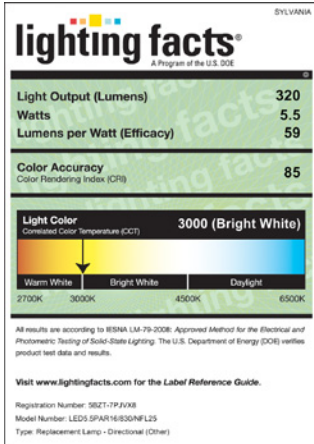 SYLVANIA
lighting facts®
A Program of the U.S. DOE
Light Output (Lumens) 320
Watts 5.5
Lumens per Watt (Efficacy) 59
Color Accuracy
Color Rendering Index (CRI) 85
Light Color
Correlated Color Temperature (CCT) 3000 (Bright White)
Warm White Bright White Daylight
2700K 3000K 4500K 6500K
All results are according to IESNA LM-79-2008: Approved Method for the Electrical and
Photometric Testing of Solid-State Lighting. The U.S. Department of Energy (DOE) verifies
product test data and results.
Visit www.lightingfacts.com for the Label Reference Guide.
Registration Number: 5BZT-7PJVX8
Model Number: LED5.5PAR16/830/NFL25
Type: Replacement Lamp - Directional (Other)